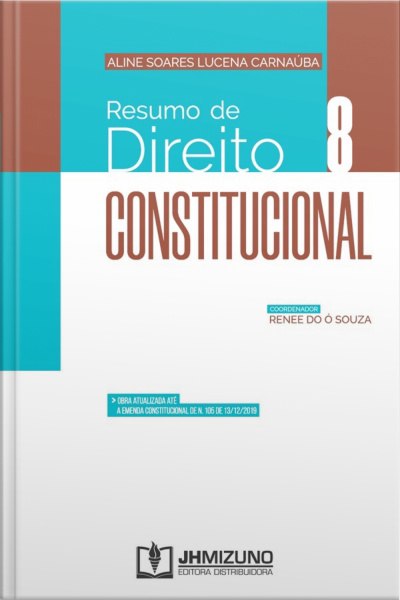 ALINE SOARES LUCENA CARNAÚBA
Resumo de
Direito 8
CONSTITUCIONAL
COORDENADOR
RENEE DO Ó SOUZA
> OBRA ATUALIZADA ATÉ
A EMENDA CONSTITUCIONAL DE N. 105 DE 13/12/2019
JHMIZUNO
EDITORA DISTRIBUIDORA